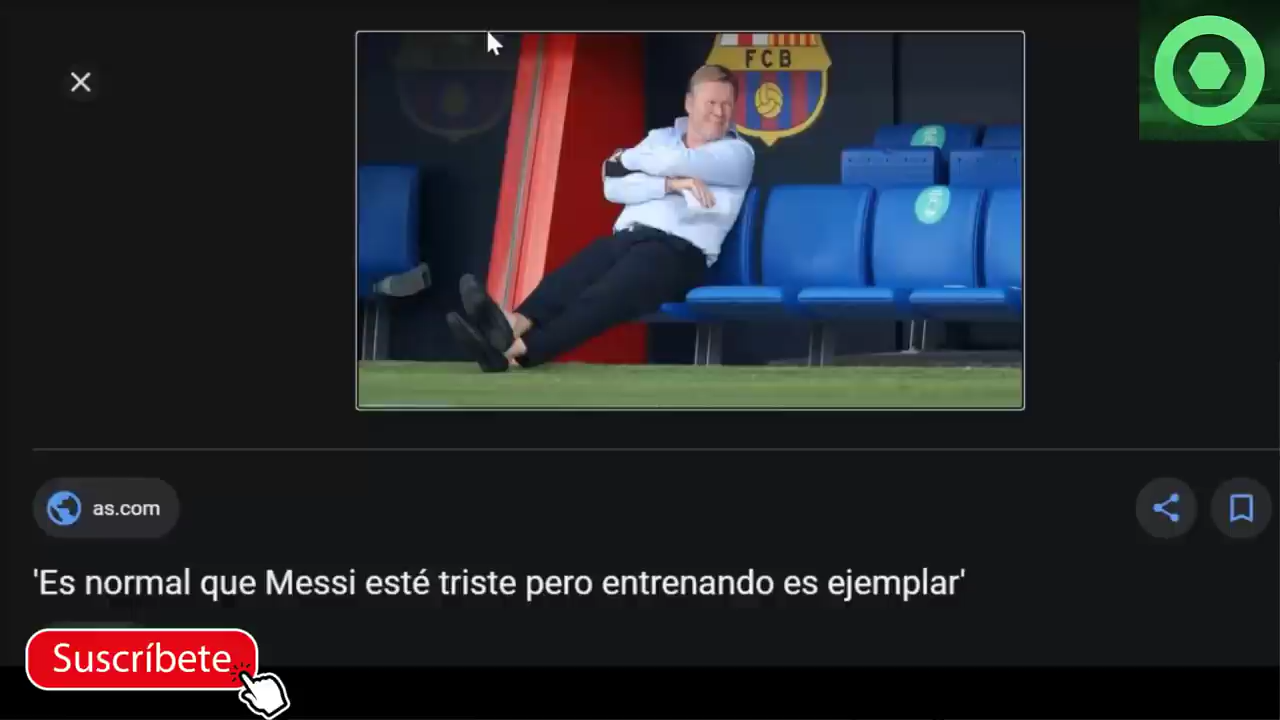 FCB
as.com
'Es normal que Messi esté triste pero entrenando es ejemplar'
Suscríbete